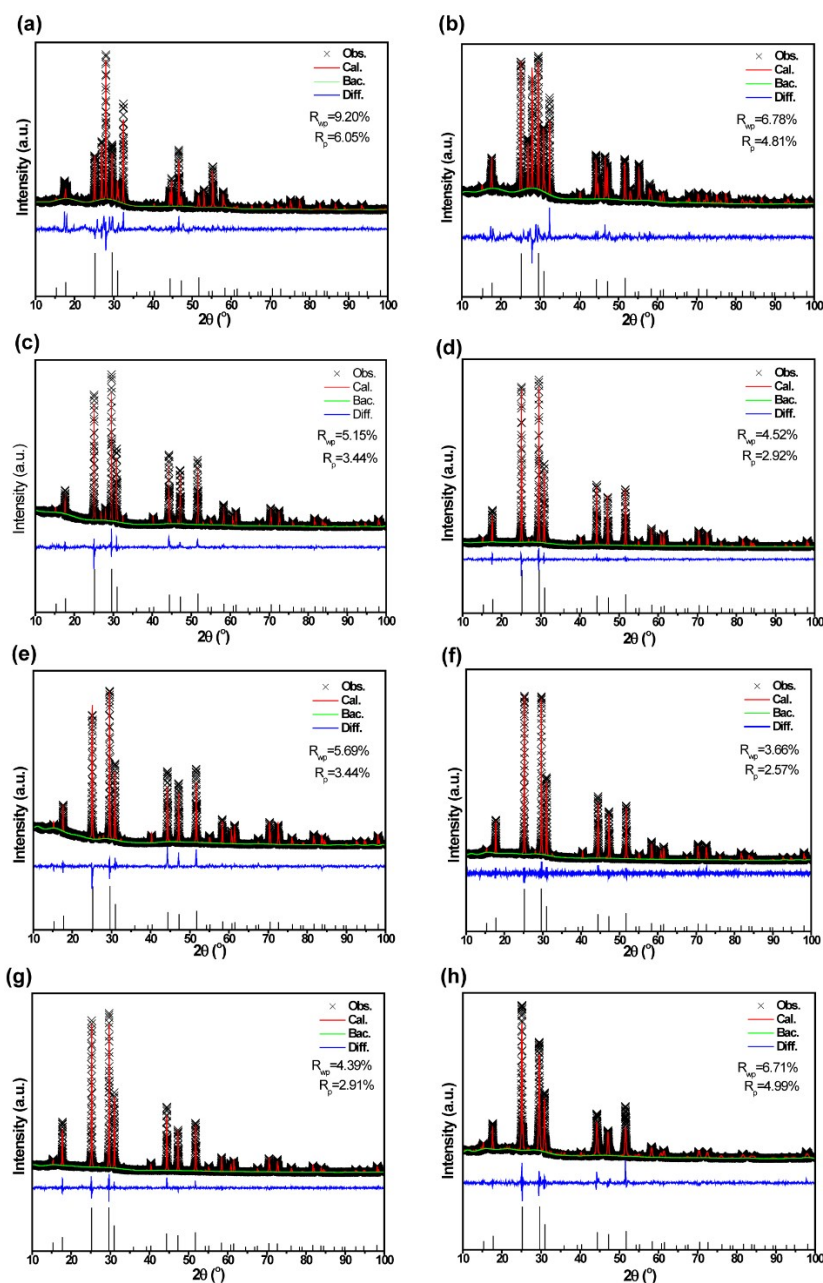 (a)
Obs.
Cal.
Bac.
Diff.
Rwp=9.20%
Rp=6.05%
Intensity (a.u.)
10 20 30 40 50 60 70 80 90 100
2θ (°)
(b)
Obs.
Cal.
Bac.
Diff.
Rwp=6.78%
Rp=4.81%
Intensity (a.u.)
10 20 30 40 50 60 70 80 90 100
2θ (°)
(c)
Obs.
Cal.
Bac.
Diff.
Rwp=5.15%
Rp=3.44%
Intensity (a.u.)
10 20 30 40 50 60 70 80 90 100
2θ (°)
(d)
Obs.
Cal.
Bac.
Diff.
Rwp=4.52%
Rp=2.92%
Intensity (a.u.)
10 20 30 40 50 60 70 80 90 100
2θ (°)
(e)
Obs.
Cal.
Bac.
Diff.
Rwp=5.69%
Rp=3.44%
Intensity (a.u.)
10 20 30 40 50 60 70 80 90 100
2θ (°)
(f)
Obs.
Cal.
Bac.
Diff.
Rwp=3.66%
Rp=2.57%
Intensity (a.u.)
10 20 30 40 50 60 70 80 90 100
2θ (°)
(g)
Obs.
Cal.
Bac.
Diff.
Rwp=4.39%
Rp=2.91%
Intensity (a.u.)
10 20 30 40 50 60 70 80 90 100
2θ (°)
(h)
Obs.
Cal.
Bac.
Diff.
Rwp=6.71%
Rp=4.99%
Intensity (a.u.)
10 20 30 40 50 60 70 80 90 100
2θ (°)